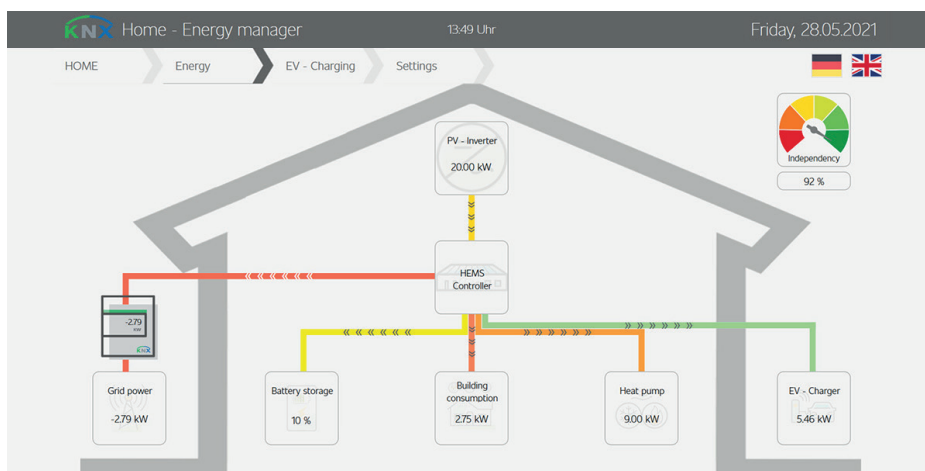 KNX Home - Energy manager 13:49 Uhr Friday, 28.05.2021
HOME Energy EV - Charging Settings
PV - Inverter
20.00 kW
Independency
92 %
HEMS
Controller
-2.79
kW
KNX
Grid power
-2.79 kW
Battery storage
10 %
Building
consumption
2.75 kW
Heat pump
9.00 kW
EV - Charger
5.46 kW